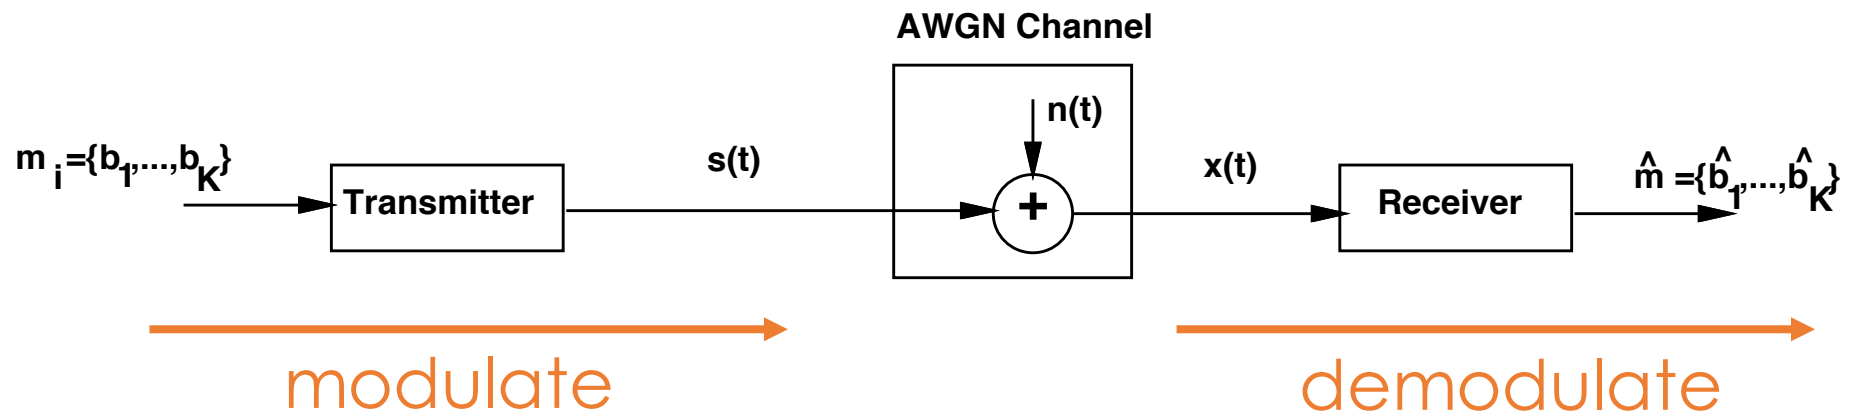 AWGN Channel
n(t)
m i={b1,...,bK}
Transmitter
s(t)
+
x(t)
Receiver
m̂ ={b̂1,...,b̂K}
modulate
demodulate